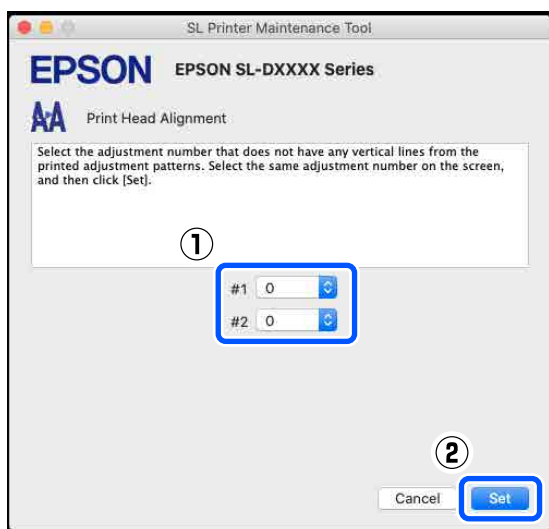 SL Printer Maintenance Tool
EPSON EPSON SL-DXXXX Series
Print Head Alignment
Select the adjustment number that does not have any vertical lines from the
printed adjustment patterns. Select the same adjustment number on the screen,
and then click [Set].
①
#1 0
#2 0
②
Cancel Set